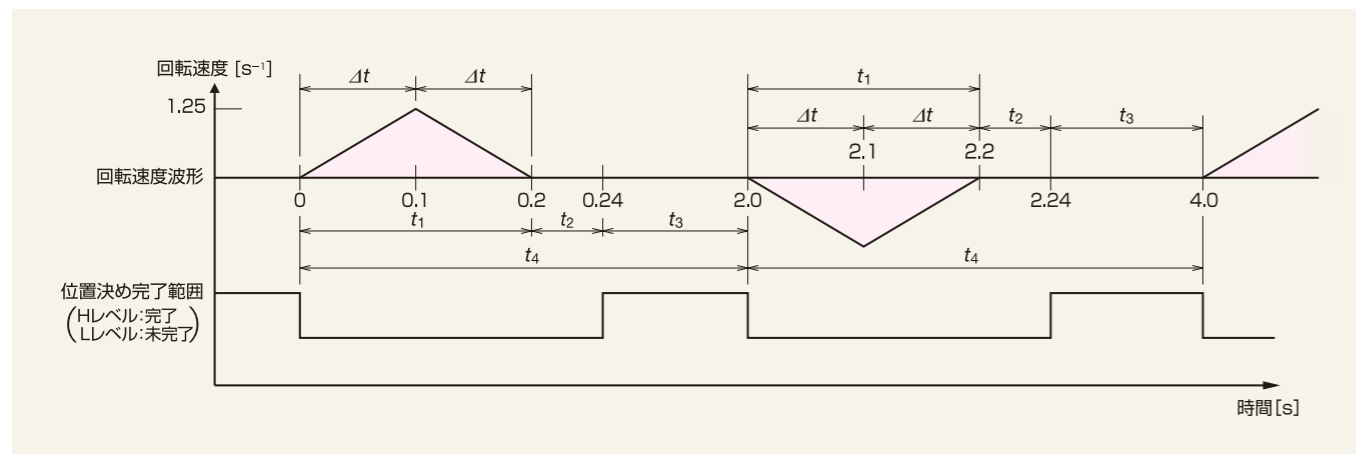 回転速度 [s⁻¹]
Δt Δt t₁
1.25
Δt Δt t₂ t₃
2.1 2.2
回転速度波形
0 0.1 0.2 0.24 2.0 2.24 4.0
t₁ t₂ t₃
t₄ t₄
位置決め完了範囲
(Hレベル:完了
Lレベル:未完了)
時間[s]